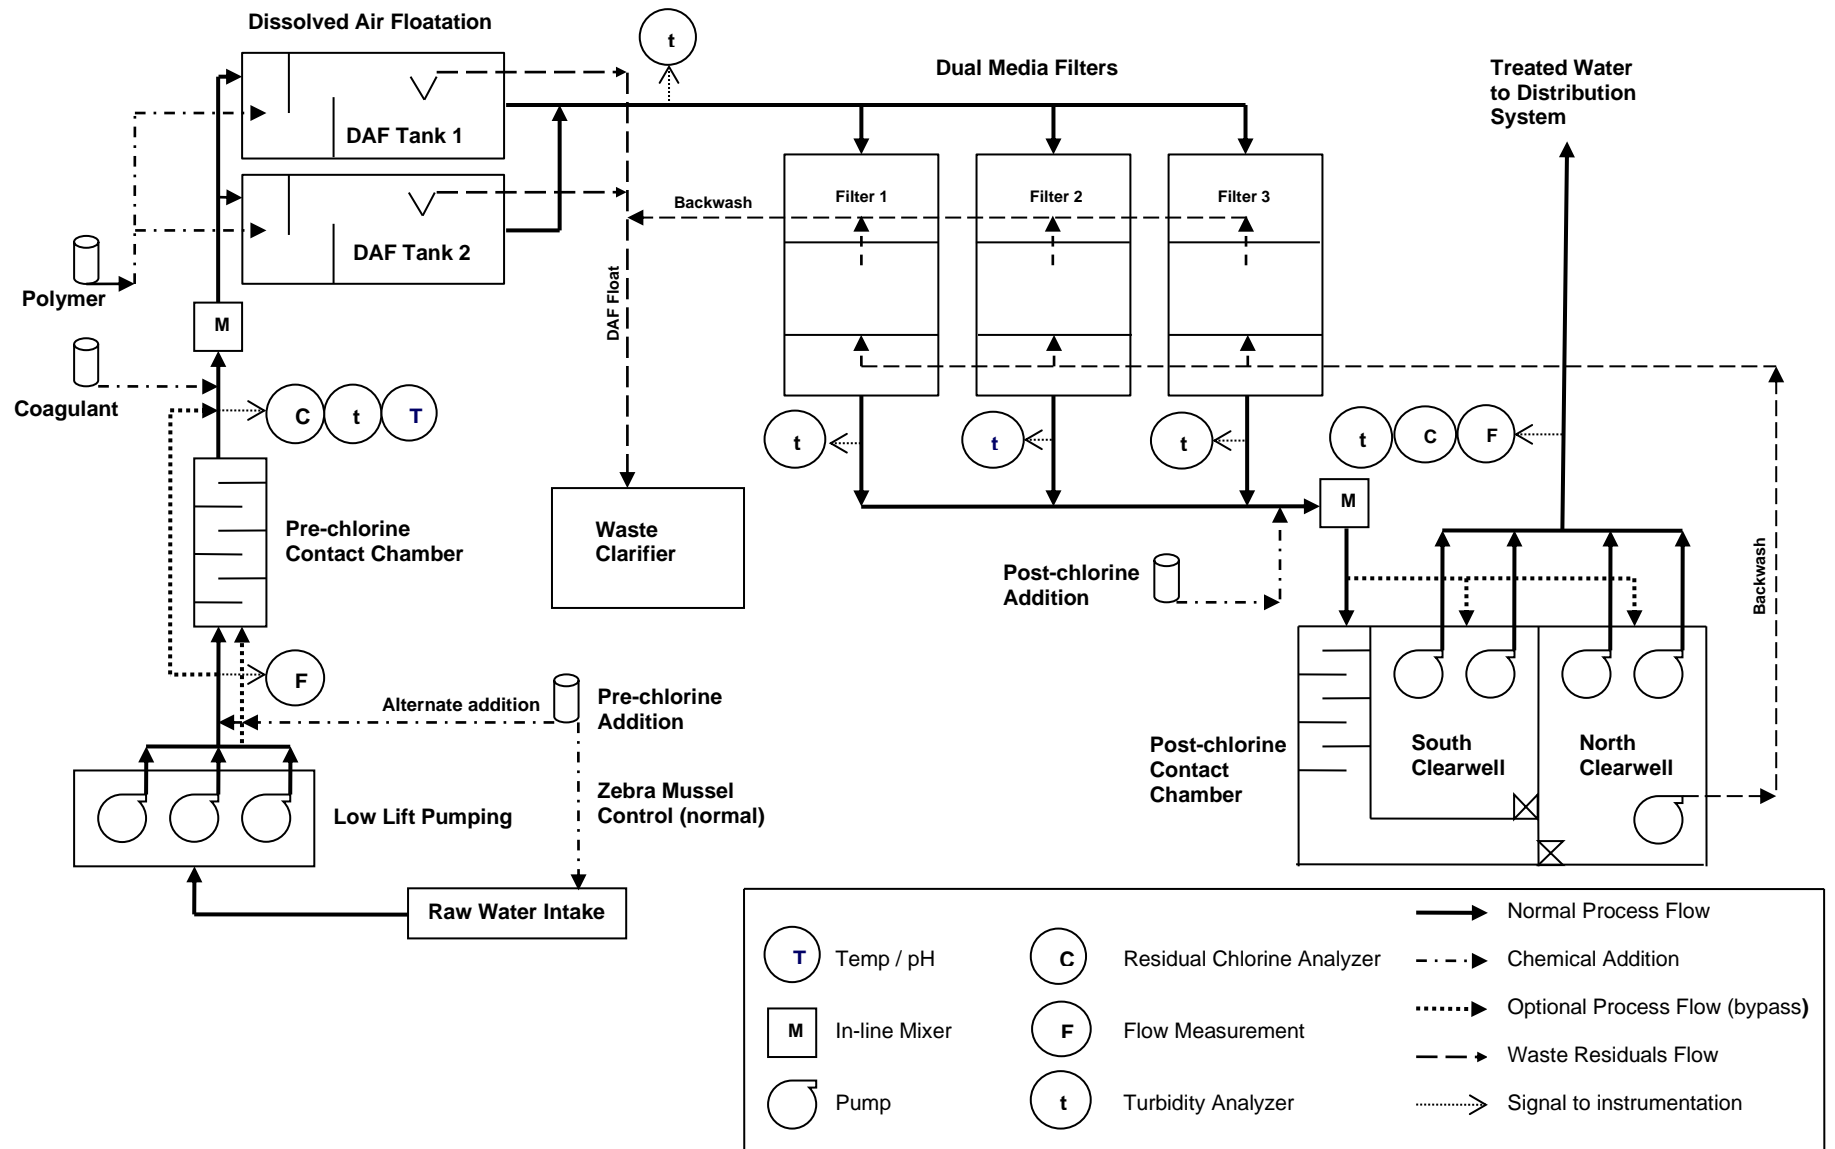 Dissolved Air Floatation
t
Dual Media Filters
Treated Water
to Distribution
System
DAF Tank 1
DAF Tank 2
Backwash
Filter 1
Filter 2
Filter 3
Polymer
M
DAF Float
Coagulant
C
t
T
t
t
t
t
C
F
M
Pre-chlorine
Contact Chamber
Waste
Clarifier
Post-chlorine
Addition
Backwash
F
Alternate addition
Pre-chlorine
Addition
Post-chlorine
Contact
Chamber
South
Clearwell
North
Clearwell
Low Lift Pumping
Zebra Mussel
Control (normal)
Raw Water Intake
T
Temp / pH
C
Residual Chlorine Analyzer
Normal Process Flow
Chemical Addition
M
In-line Mixer
F
Flow Measurement
Optional Process Flow (bypass)
Waste Residuals Flow
Pump
t
Turbidity Analyzer
Signal to instrumentation